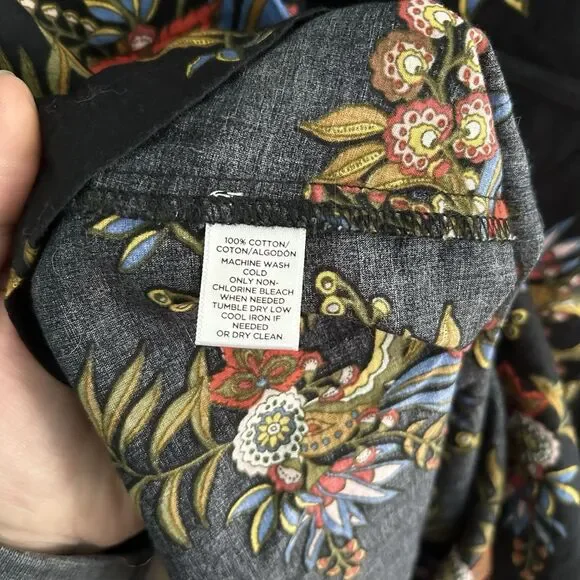 100% COTTON/
COTON/ALGODÓN
MACHINE WASH
COLD
ONLY NON-
CHLORINE BLEACH
WHEN NEEDED
TUMBLE DRY LOW
COOL IRON IF
NEEDED
OR DRY CLEAN